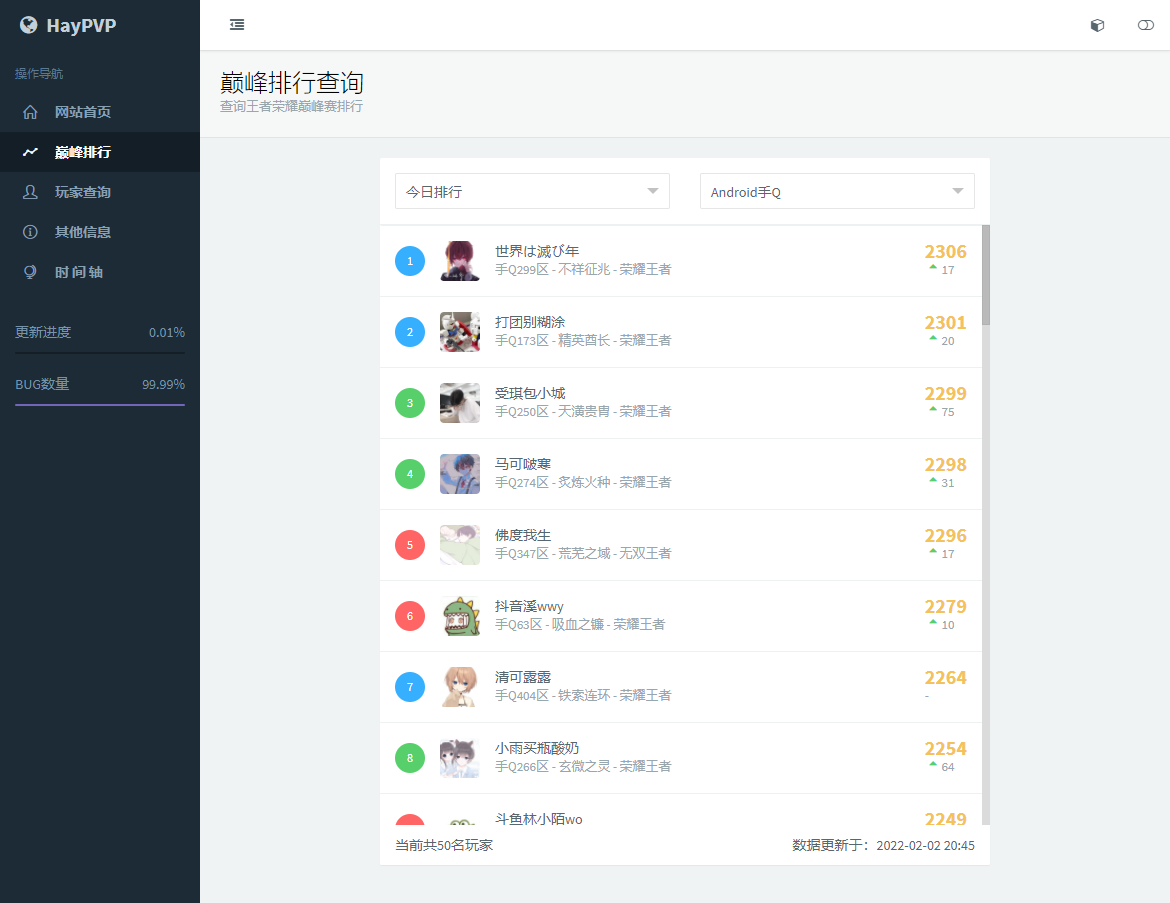 HayPVP
操作导航
网站首页
巅峰排行
玩家查询
其他信息
时间轴
更新进度 0.01%
BUG数量 99.99%
巅峰排行查询
查询王者荣耀巅峰赛排行
今日排行 Android手Q
1 世界は滅び年 2306
手Q299区 - 不祥征兆 - 荣耀王者 17
2 打团别糊涂 2301
手Q173区 - 精英酋长 - 荣耀王者 20
3 受琪包小城 2299
手Q250区 - 天潢贵胄 - 荣耀王者 75
4 马可啵寒 2298
手Q274区 - 炙炼火种 - 荣耀王者 31
5 佛度我生 2296
手Q347区 - 荒芜之域 - 无双王者 17
6 抖音溪wwy 2279
手Q63区 - 吸血之镰 - 荣耀王者 10
7 清可露露 2264
手Q404区 - 铁索连环 - 荣耀王者 -
8 小雨买瓶酸奶 2254
手Q266区 - 玄微之灵 - 荣耀王者 64
斗鱼林小陌wo 2249
当前共50名玩家 数据更新于：2022-02-02 20:45